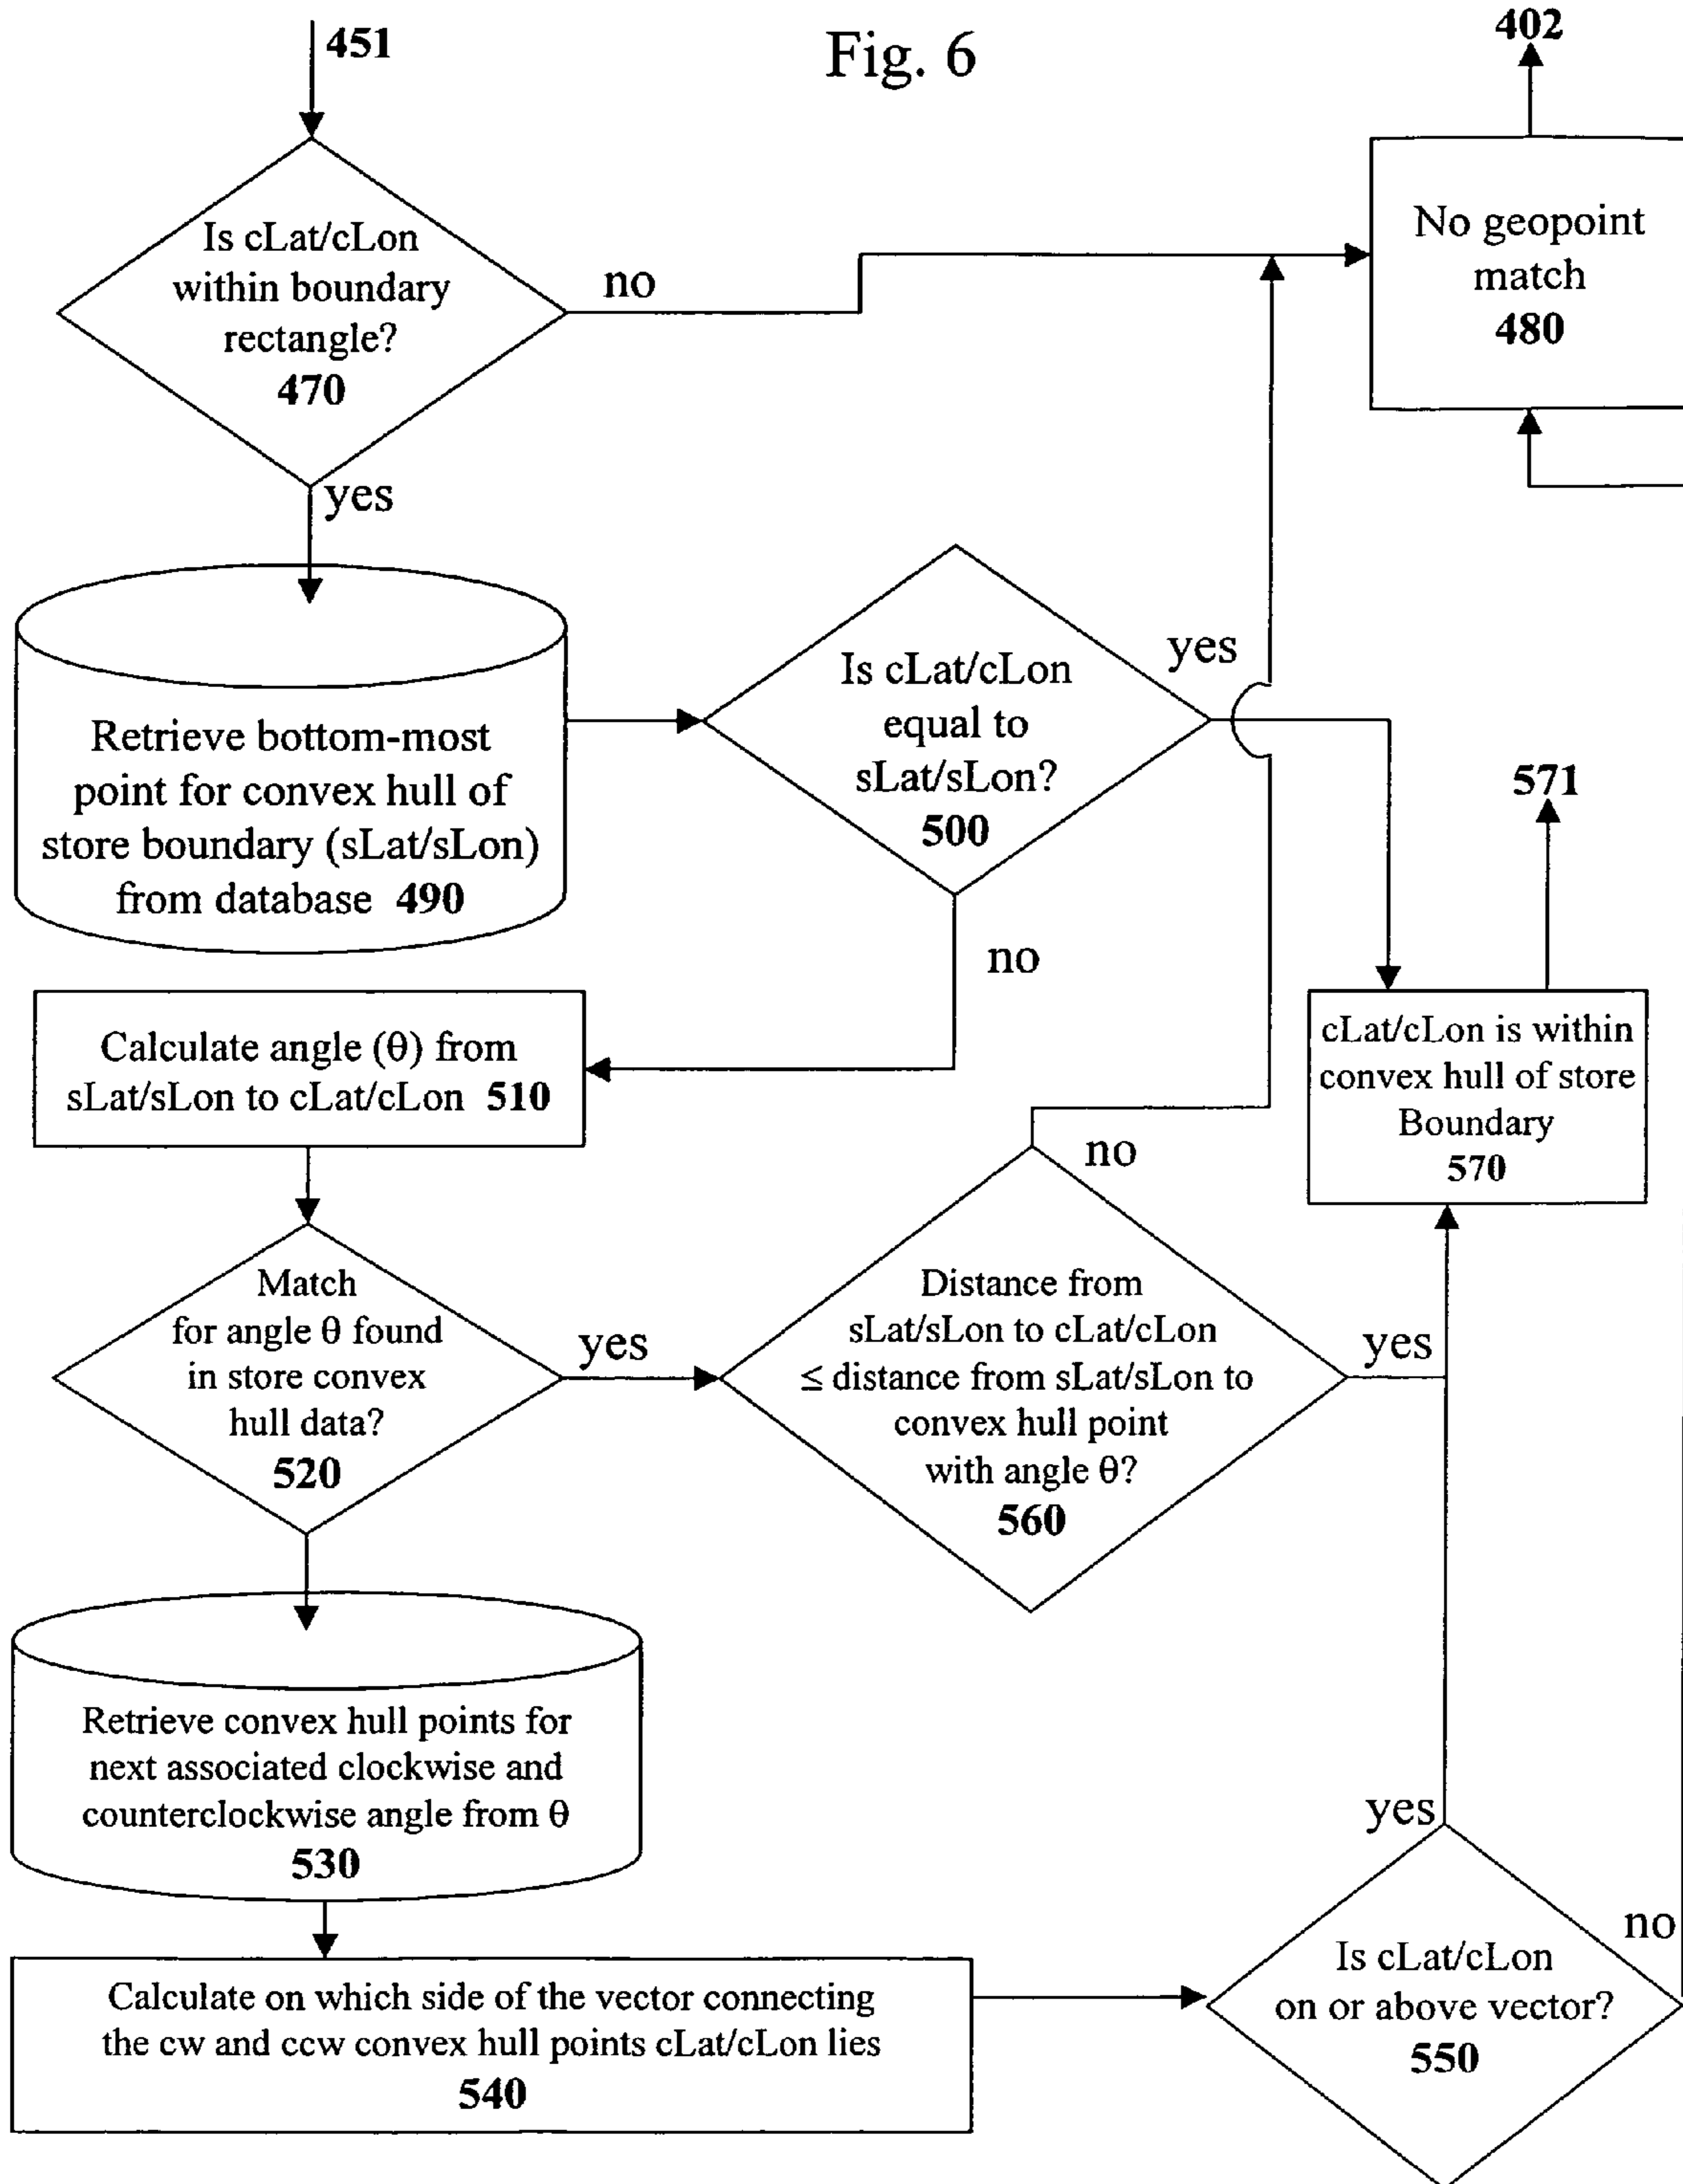 Fig. 6
451
402
Is cLat/cLon
within boundary
rectangle?
470
no
yes
No geopoint
match
480
Retrieve bottom-most
point for convex hull of
store boundary (sLat/sLon)
from database 490
Is cLat/cLon
equal to
sLat/sLon?
500
yes
no
571
Calculate angle (θ) from
sLat/sLon to cLat/cLon 510
cLat/cLon is within
convex hull of store
Boundary
570
Match
for angle θ found
in store convex
hull data?
520
yes
Distance from
sLat/sLon to cLat/cLon
≤ distance from sLat/sLon to
convex hull point
with angle θ?
560
no
yes
Retrieve convex hull points for
next associated clockwise and
counterclockwise angle from θ
530
Calculate on which side of the vector connecting
the cw and ccw convex hull points cLat/cLon lies
540
yes
Is cLat/cLon
on or above vector?
550
no